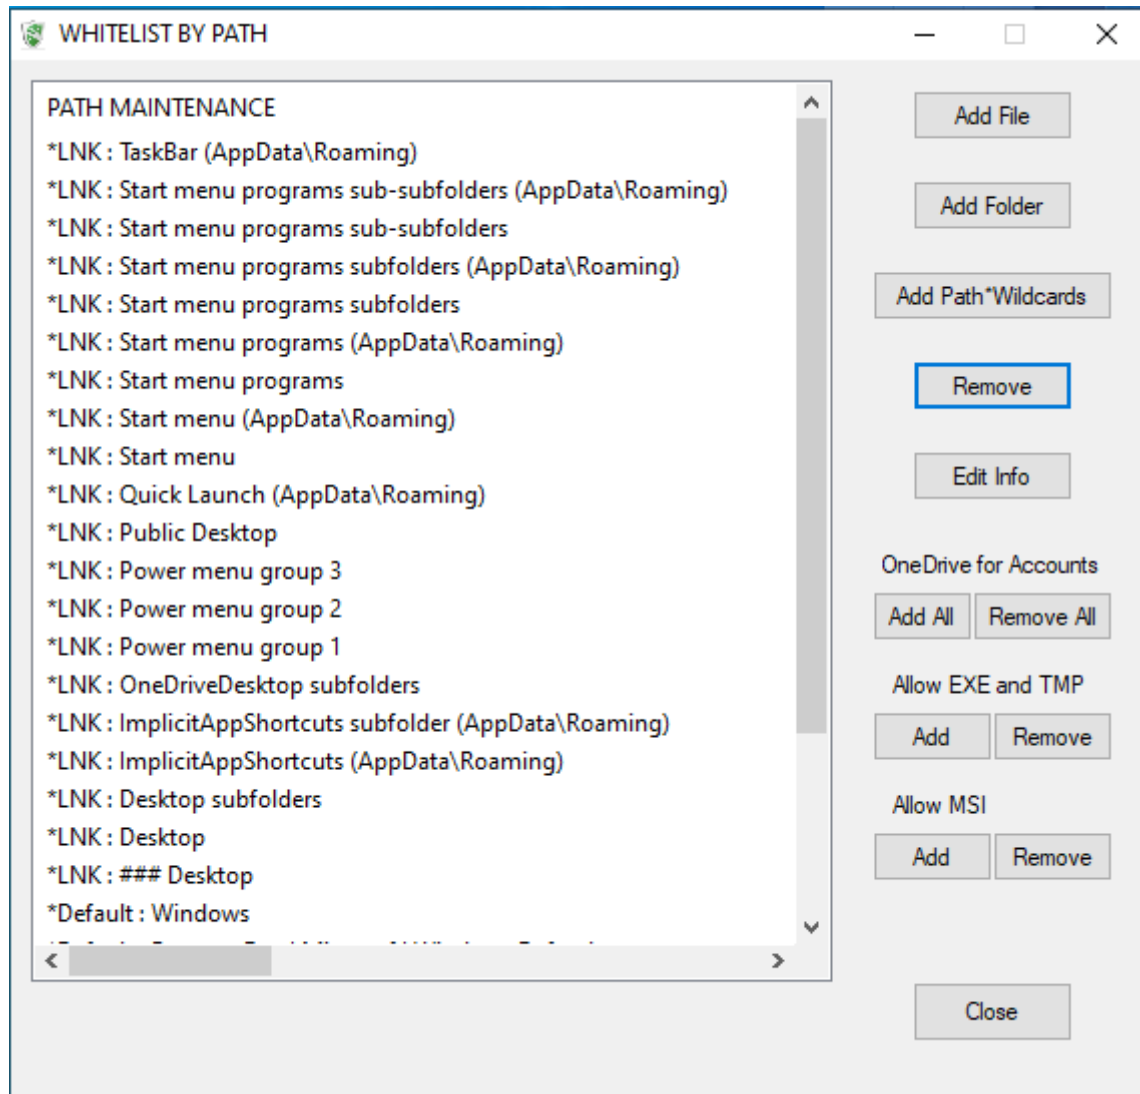 WHITELIST BY PATH
PATH MAINTENANCE
*LNK : TaskBar (AppData\Roaming)
*LNK : Start menu programs sub-subfolders (AppData\Roaming)
*LNK : Start menu programs sub-subfolders
*LNK : Start menu programs subfolders (AppData\Roaming)
*LNK : Start menu programs subfolders
*LNK : Start menu programs (AppData\Roaming)
*LNK : Start menu programs
*LNK : Start menu (AppData\Roaming)
*LNK : Start menu
*LNK : Quick Launch (AppData\Roaming)
*LNK : Public Desktop
*LNK : Power menu group 3
*LNK : Power menu group 2
*LNK : Power menu group 1
*LNK : OneDriveDesktop subfolders
*LNK : ImplicitAppShortcuts subfolder (AppData\Roaming)
*LNK : ImplicitAppShortcuts (AppData\Roaming)
*LNK : Desktop subfolders
*LNK : Desktop
*LNK : ### Desktop
*Default : Windows
Add File
Add Folder
Add Path*Wildcards
Remove
Edit Info
OneDrive for Accounts
Add All Remove All
Allow EXE and TMP
Add Remove
Allow MSI
Add Remove
Close